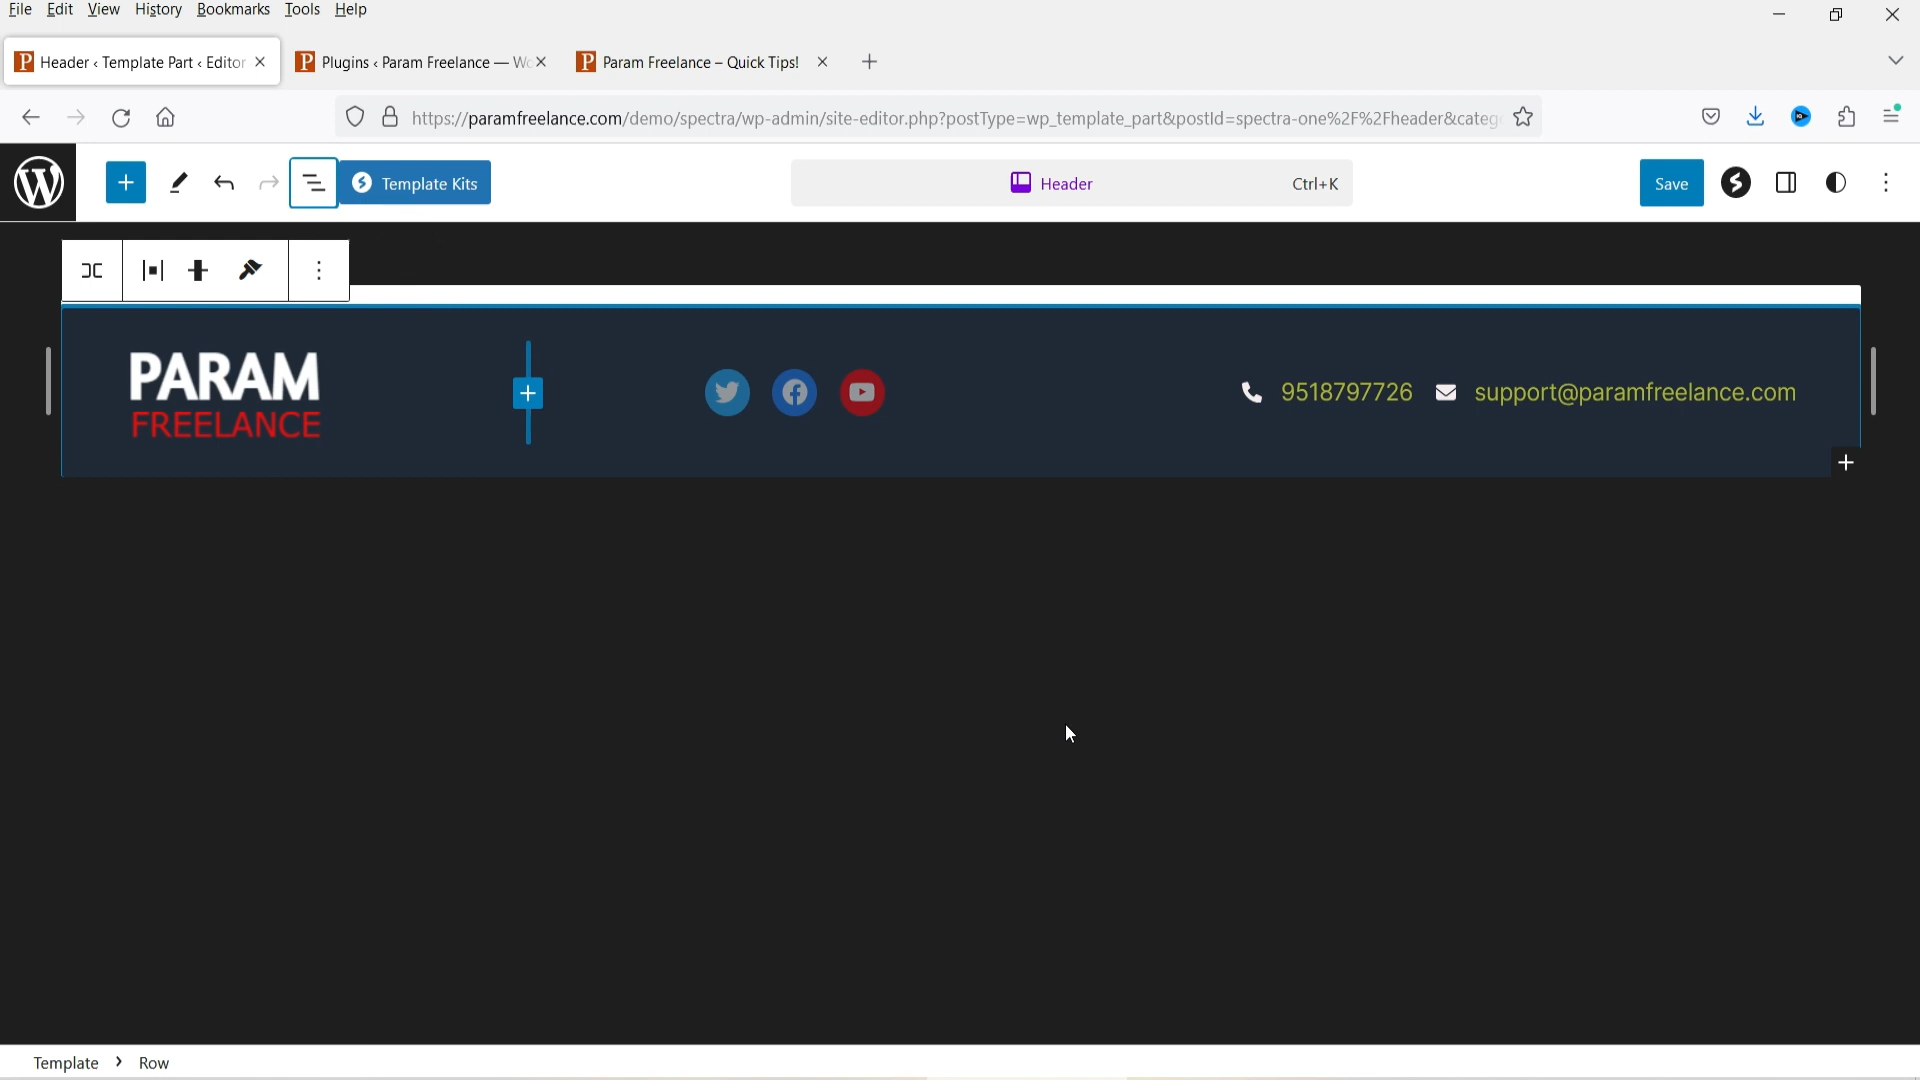 File Edit View History Bookmarks Tools Help
Header ‹ Template Part ‹ Editor
Plugins ‹ Param Freelance — Wo
Param Freelance – Quick Tips!
https://paramfreelance.com/demo/spectra/wp-admin/site-editor.php?postType=wp_template_part&postId=spectra-one%2F%2Fheader&categ
Template Kits
Header
Ctrl+K
Save
PARAM
FREELANCE
9518797726
support@paramfreelance.com
Template › Row